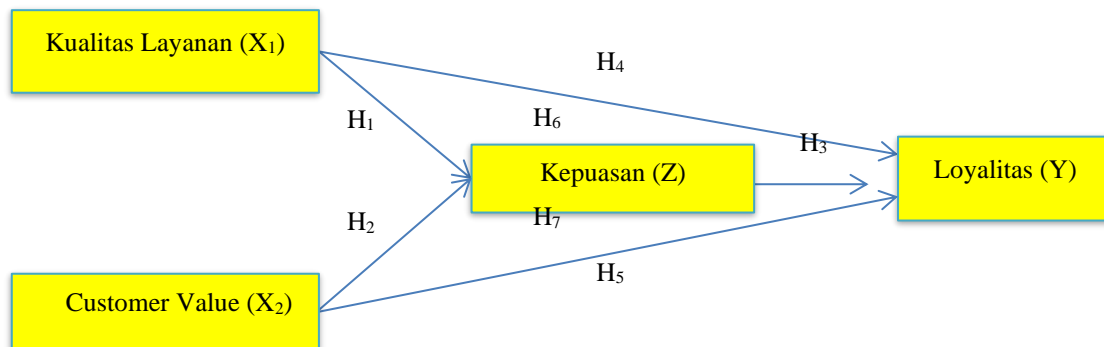 Kualitas Layanan (X₁)
H₄
H₁
H₆
H₃
Kepuasan (Z)
Loyalitas (Y)
H₂
H₇
H₅
Customer Value (X₂)